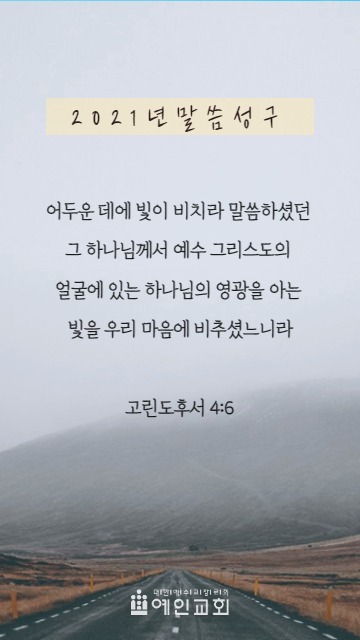 2021년말씀성구
어두운 데에 빛이 비치라 말씀하셨던
그 하나님께서 예수 그리스도의
얼굴에 있는 하나님의 영광을 아는
빛을 우리 마음에 비추셨느니라
고린도후서 4:6
예인교회